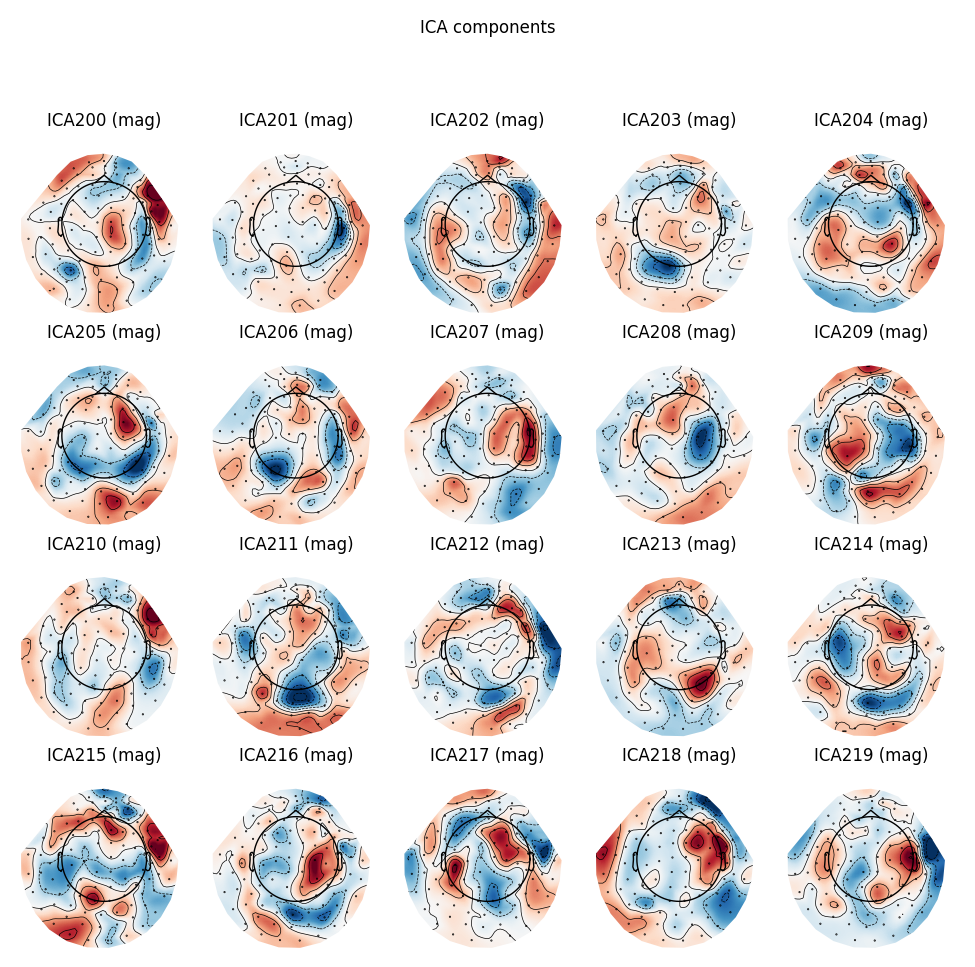 ICA components
ICA200 (mag) ICA201 (mag) ICA202 (mag) ICA203 (mag) ICA204 (mag)
ICA205 (mag) ICA206 (mag) ICA207 (mag) ICA208 (mag) ICA209 (mag)
ICA210 (mag) ICA211 (mag) ICA212 (mag) ICA213 (mag) ICA214 (mag)
ICA215 (mag) ICA216 (mag) ICA217 (mag) ICA218 (mag) ICA219 (mag)